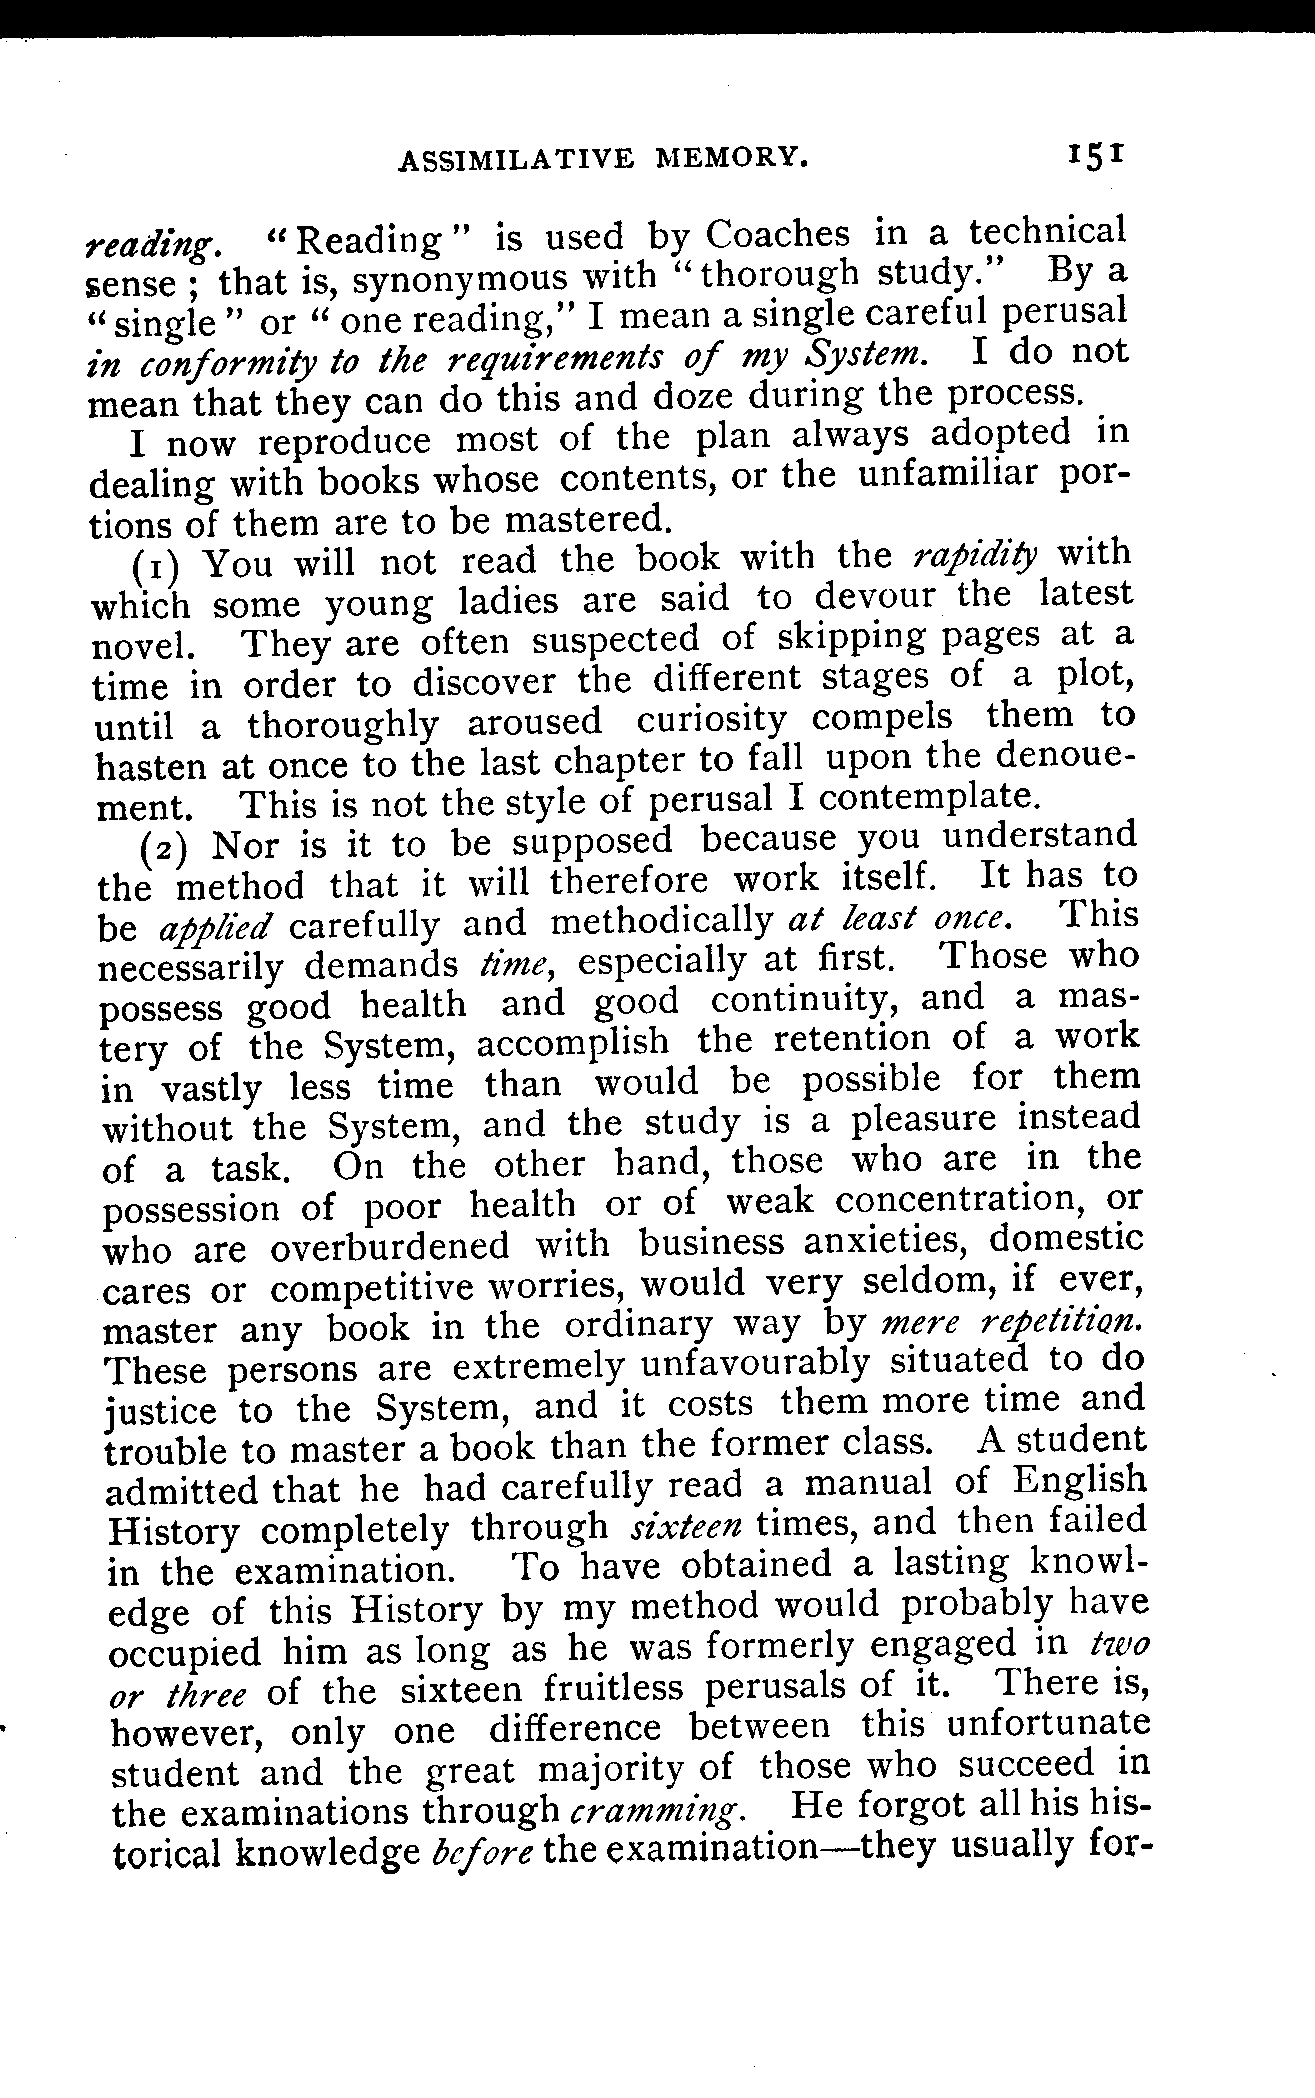 ASSIMILATIVE MEMORY. 151
reading. "Reading" is used by Coaches in a technical
sense ; that is, synonymous with "thorough study." By a
"single" or "one reading," I mean a single careful perusal
in conformity to the requirements of my System. I do not
mean that they can do this and doze during the process.
I now reproduce most of the plan always adopted in
dealing with books whose contents, or the unfamiliar por-
tions of them are to be mastered.
(1) You will not read the book with the rapidity with
which some young ladies are said to devour the latest
novel. They are often suspected of skipping pages at a
time in order to discover the different stages of a plot,
until a thoroughly aroused curiosity compels them to
hasten at once to the last chapter to fall upon the denoue-
ment. This is not the style of perusal I contemplate.
(2) Nor is it to be supposed because you understand
the method that it will therefore work itself. It has to
be applied carefully and methodically at least once. This
necessarily demands time, especially at first. Those who
possess good health and good continuity, and a mas-
tery of the System, accomplish the retention of a work
in vastly less time than would be possible for them
without the System, and the study is a pleasure instead
of a task. On the other hand, those who are in the
possession of poor health or of weak concentration, or
who are overburdened with business anxieties, domestic
cares or competitive worries, would very seldom, if ever,
master any book in the ordinary way by mere repetition.
These persons are extremely unfavourably situated to do
justice to the System, and it costs them more time and
trouble to master a book than the former class. A student
admitted that he had carefully read a manual of English
History completely through sixteen times, and then failed
in the examination. To have obtained a lasting knowl-
edge of this History by my method would probably have
occupied him as long as he was formerly engaged in two
or three of the sixteen fruitless perusals of it. There is,
however, only one difference between this unfortunate
student and the great majority of those who succeed in
the examinations through cramming. He forgot all his his-
torical knowledge before the examination—they usually for-